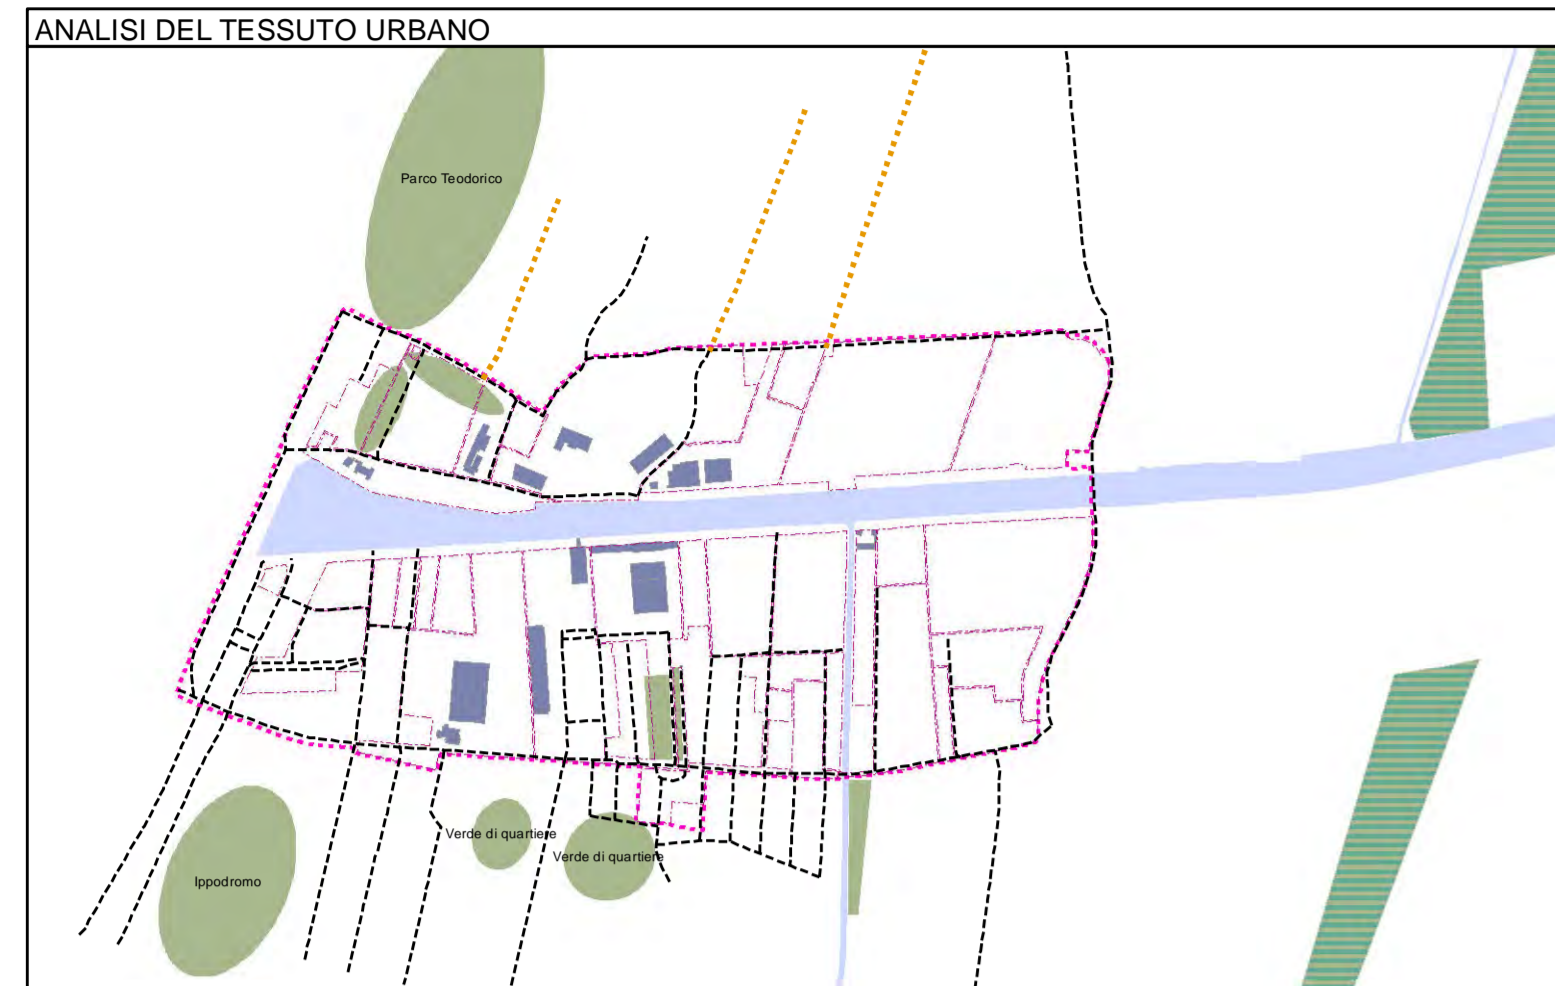 ANALISI DEL TESSUTO URBANO
Parco Teodorico
Verde di quartiere
Verde di quartiere
Ippodromo